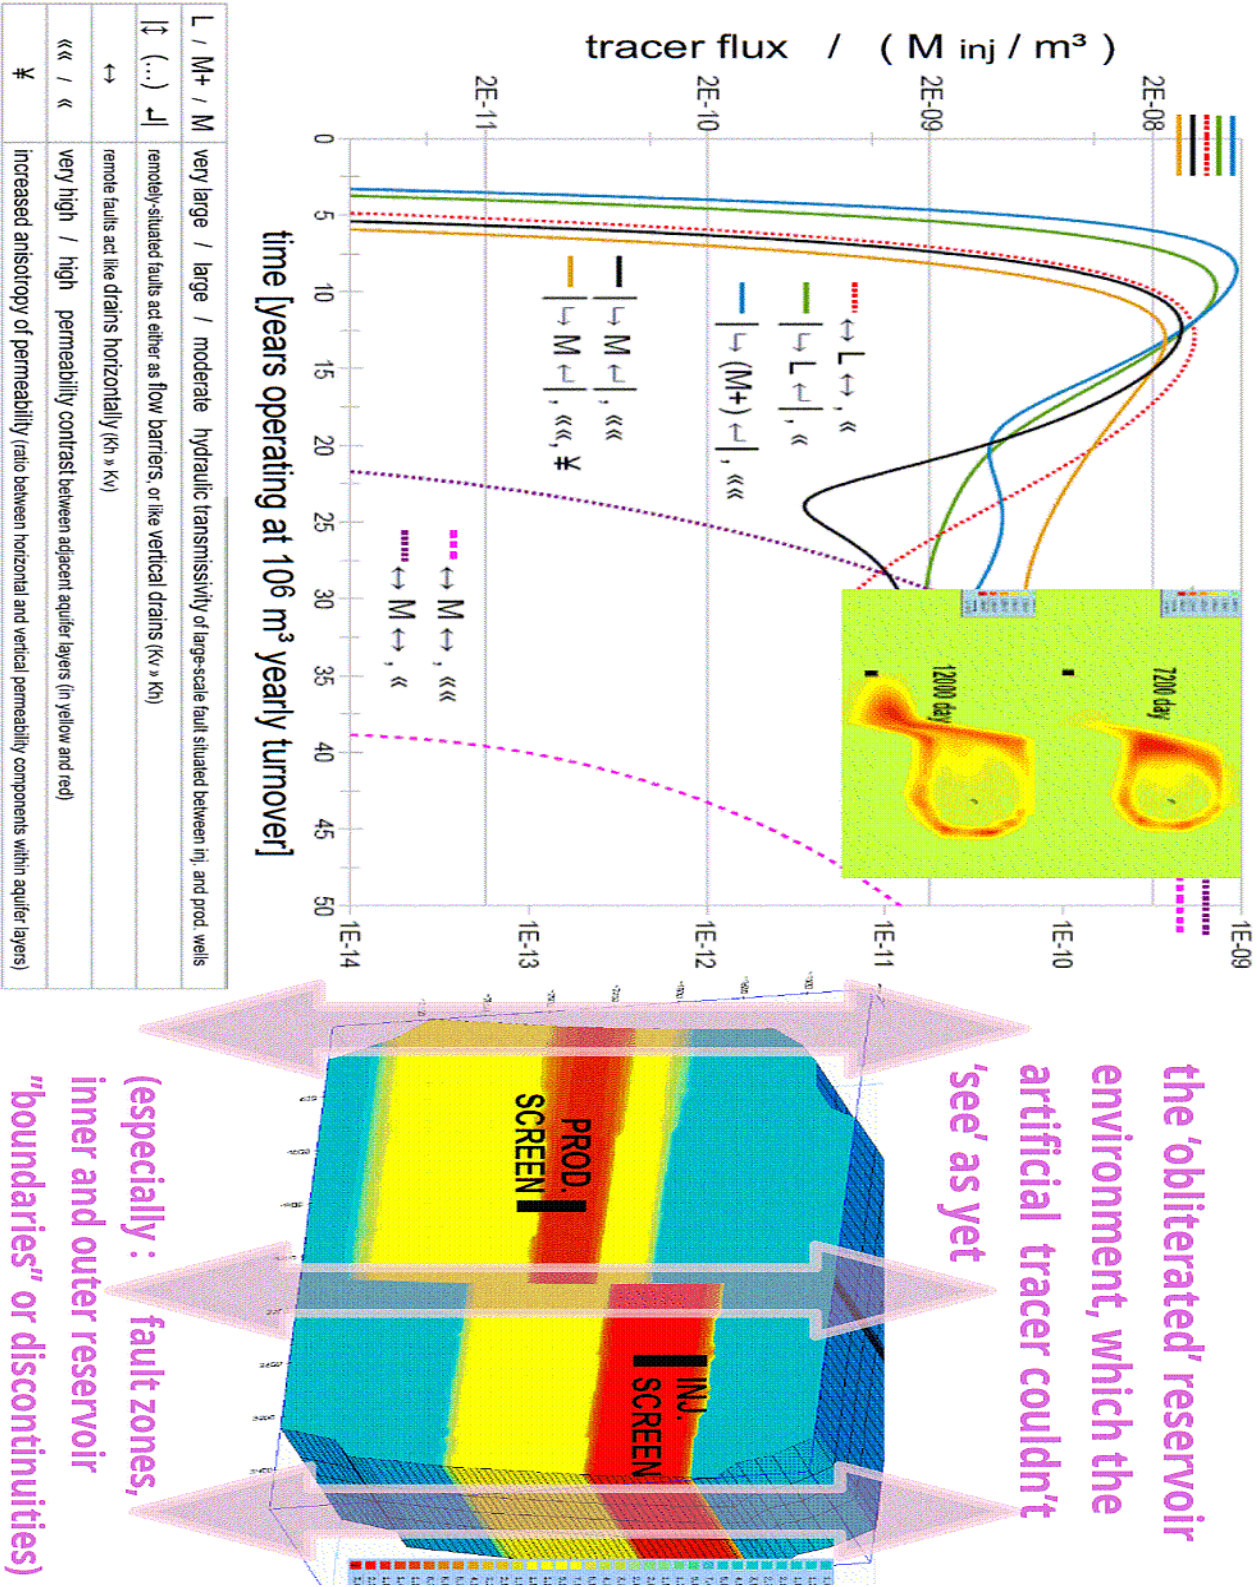 tracer flux / ( M inj / m³ )
2E-11
2E-10
2E-09
2E-08
0
5
10
15
20
25
30
35
40
45
50
time [years operating at 106 m³ yearly turnover]
1E-14
1E-13
1E-12
1E-11
1E-10
1E-09
↔ L ↔ , «
|↳ L ↲| , «
|↳ (M+) ↲| , ««
|↳ M ↲| , ««
|↳ M ↲| , ««, ¥
↔ M ↔ , ««
↔ M ↔ , «
7200 day
12000 day
L / M+ / M very large / large / moderate hydraulic transmissivity of large-scale fault situated between inj. and prod. wells
|↕ (...) ↲| remotely-situated faults act either as flow barriers, or like vertical drains (Kv » Kh)
↔ remote faults act like drains horizontally (Kh » Kv)
«« / « very high / high permeability contrast between adjacent aquifer layers (in yellow and red)
¥ increased anisotropy of permeability (ratio between horizontal and vertical permeability components within aquifer layers)
the 'obliterated' reservoir
environment, which the
artificial tracer couldn't
'see' as yet
PROD.
SCREEN
INJ.
SCREEN
(especially : fault zones,
inner and outer reservoir
"boundaries" or discontinuities)